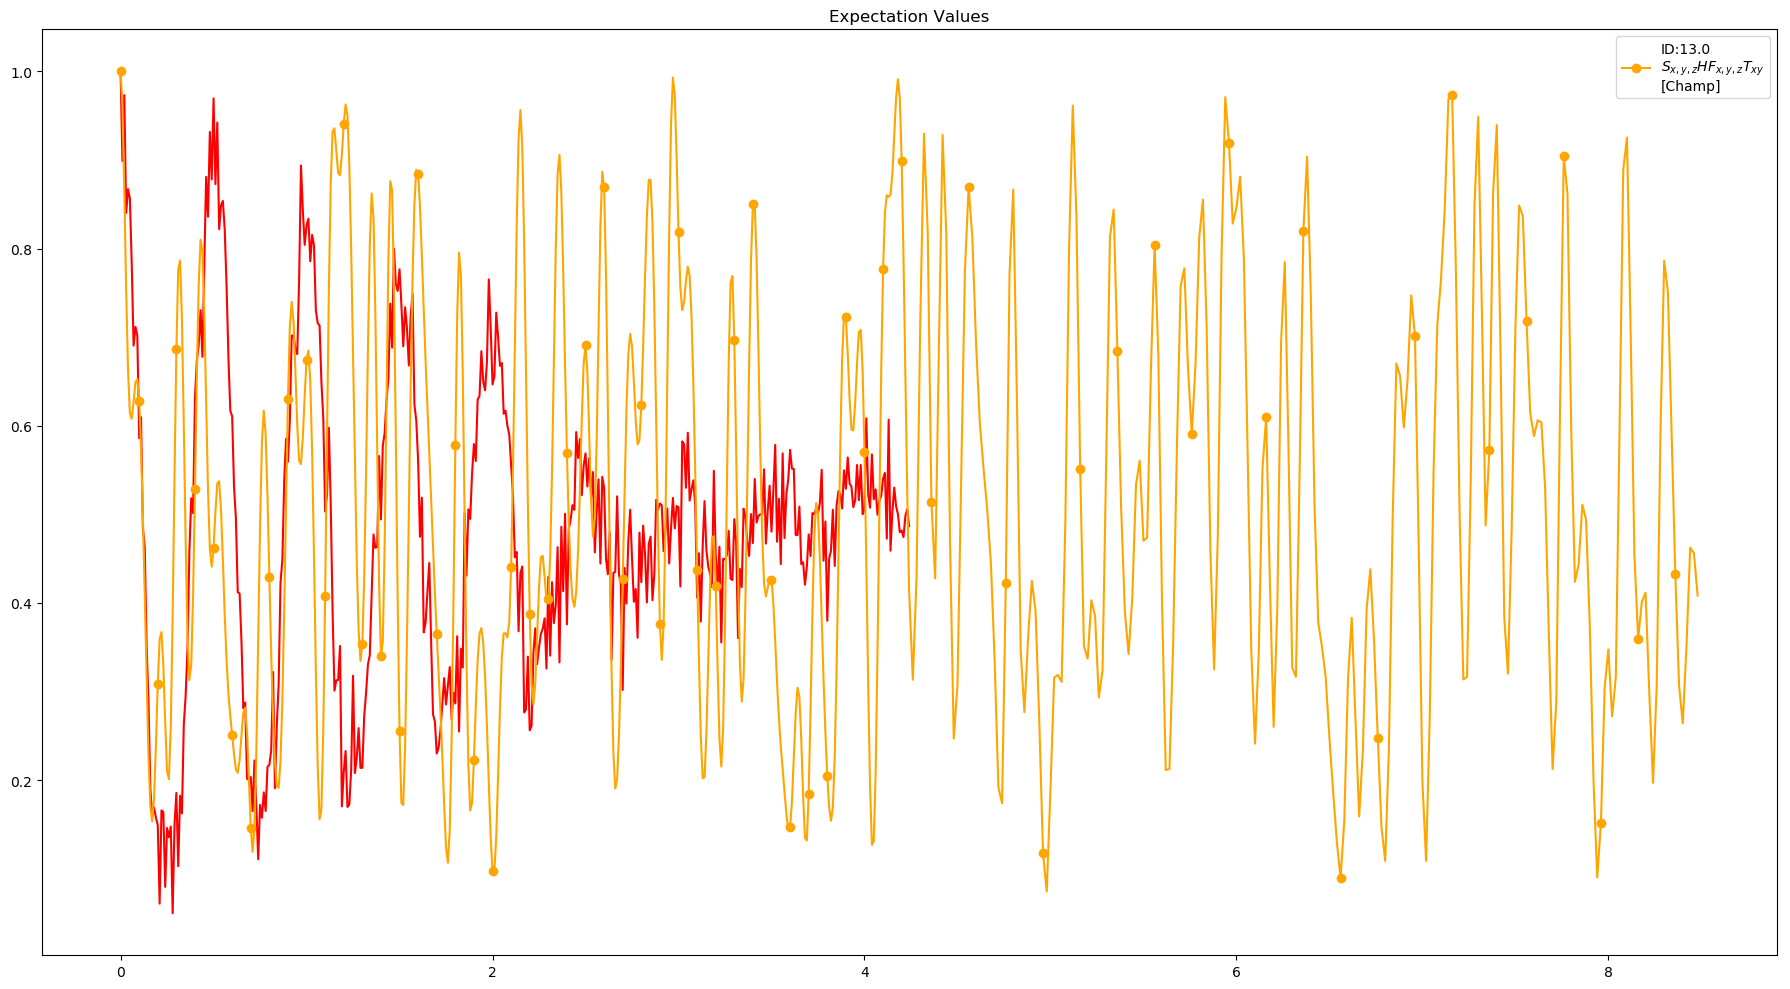 Expectation Values
ID:13.0
S_{x,y,z}HF_{x,y,z}T_{xy}
[Champ]
1.0
0.8
0.6
0.4
0.2
0 2 4 6 8